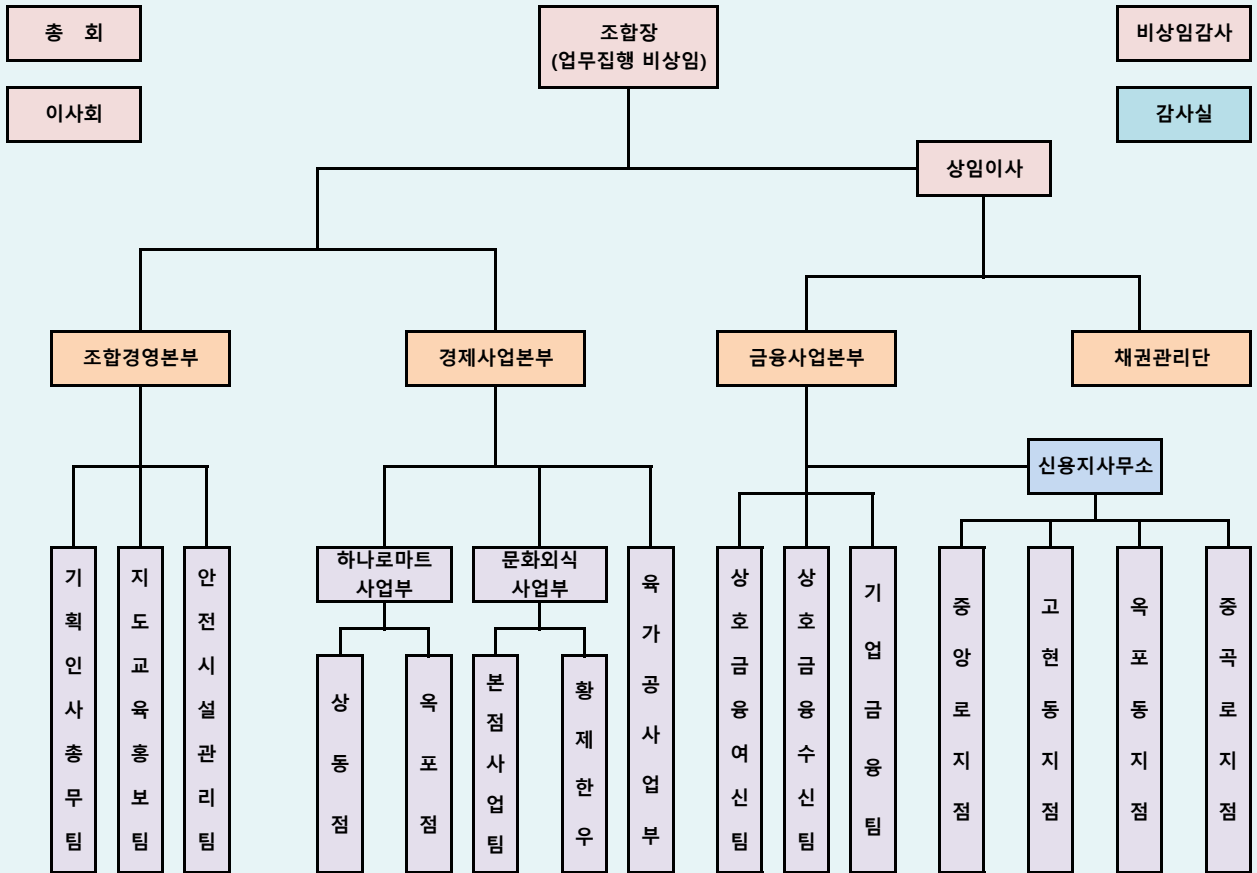 총 회
조합장
(업무집행 비상임)
비상임감사
이사회
감사실
상임이사
조합경영본부
경제사업본부
금융사업본부
채권관리단
신용지사무소
기획인사총무팀
지도교육홍보팀
안전시설관리팀
하나로마트
사업부
상동점
옥포점
문화외식
사업부
본점사업팀
황제한우
육가공사업부
상호금융여신팀
상호금융수신팀
기업금융팀
중앙로지점
고현동지점
옥포동지점
중곡로지점